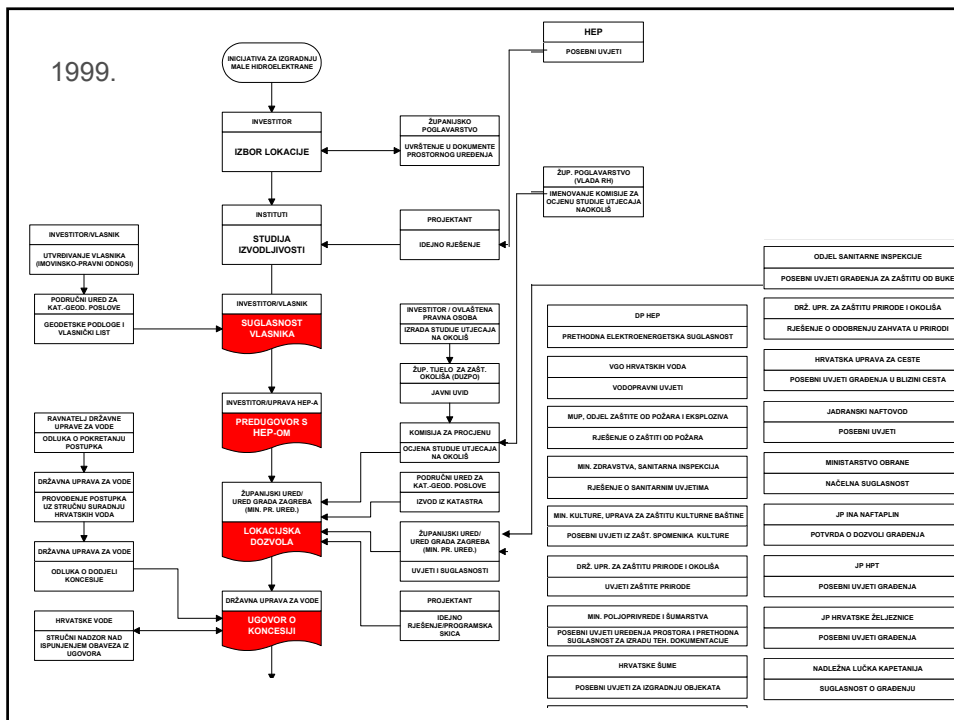 1999.
INICIJATIVA ZA IZGRADNJU
MALE HIDROELEKTRANE
INVESTITOR
IZBOR LOKACIJE
ŽUPANIJSKO
POGLAVARSTVO
UVRŠTENJE U DOKUMENTE
PROSTORNOG UREĐENJA
HEP
POSEBNI UVJETI
ŽUP. POGLAVARSTVO
(VLADA RH)
IMENOVANJE KOMISIJE ZA
OCJENU STUDIJE UTJECAJA
NAOKOLIŠ
INSTITUTI
STUDIJA
IZVODLJIVOSTI
PROJEKTANT
IDEJNO RJEŠENJE
INVESTITOR/VLASNIK
UTVRĐIVANJE VLASNIKA
(IMOVINSKO-PRAVNI ODNOSI)
PODRUČNI URED ZA
KAT.-GEOD. POSLOVE
GEODETSKE PODLOGE I
VLASNIČKI LIST
INVESTITOR/VLASNIK
SUGLASNOST
VLASNIKA
INVESTITOR / OVLAŠTENA
PRAVNA OSOBA
IZRADA STUDIJE UTJECAJA
NA OKOLIŠ
ŽUP. TIJELO ZA ZAŠT.
OKOLIŠA (DUZPO)
JAVNI UVID
INVESTITOR/UPRAVA HEP-A
PREDUGOVOR S
HEP-OM
KOMISIJA ZA PROCJENU
OCJENA STUDIJE UTJECAJA
NA OKOLIŠ
RAVNATELJ DRŽAVNE
UPRAVE ZA VODE
ODLUKA O POKRETANJU
POSTUPKA
DRŽAVNA UPRAVA ZA VODE
PROVOĐENJE POSTUPKA
UZ STRUČNU SURADNJU
HRVATSKIH VODA
DRŽAVNA UPRAVA ZA VODE
ODLUKA O DODJELI
KONCESIJE
HRVATSKE VODE
STRUČNI NADZOR NAD
ISPUNJENJEM OBAVEZA IZ
UGOVORA
ŽUPANIJSKI URED/
URED GRADA ZAGREBA
(MIN. PR. UREĐ.)
LOKACIJSKA
DOZVOLA
PODRUČNI URED ZA
KAT.-GEOD. POSLOVE
IZVOD IZ KATASTRA
ŽUPANIJSKI URED/
URED GRADA ZAGREBA
(MIN. PR. UREĐ.)
UVJETI I SUGLASNOSTI
DRŽAVNA UPRAVA ZA VODE
UGOVOR O
KONCESIJI
PROJEKTANT
IDEJNO
RJEŠENJE/PROGRAMSKA
SKICA
DP HEP
PRETHODNA ELEKTROENERGETSKA SUGLASNOST
VGO HRVATSKIH VODA
VODOPRAVNI UVJETI
MUP, ODJEL ZAŠTITE OD POŽARA I EKSPLOZIVA
RJEŠENJE O ZAŠTITI OD POŽARA
MIN. ZDRAVSTVA, SANITARNA INSPEKCIJA
RJEŠENJE O SANITARNIM UVJETIMA
MIN. KULTURE, UPRAVA ZA ZAŠTITU KULTURNE BAŠTINE
POSEBNI UVJETI IZ ZAŠT. SPOMENIKA KULTURE
DRŽ. UPR. ZA ZAŠTITU PRIRODE I OKOLIŠA
UVJETI ZAŠTITE PRIRODE
MIN. POLJOPRIVREDE I ŠUMARSTVA
POSEBNI UVJETI UREĐENJA PROSTORA I PRETHODNA
SUGLASNOST ZA IZRADU TEH. DOKUMENTACIJE
HRVATSKE ŠUME
POSEBNI UVJETI ZA IZGRADNJU OBJEKATA
ODJEL SANITARNE INSPEKCIJE
POSEBNI UVJETI GRAĐENJA ZA ZAŠTITU OD BUKE
DRŽ. UPR. ZA ZAŠTITU PRIRODE I OKOLIŠA
RJEŠENJE O ODOBRENJU ZAHVATA U PRIRODI
HRVATSKA UPRAVA ZA CESTE
POSEBNI UVJETI GRAĐENJA U BLIZINI CESTA
JADRANSKI NAFTOVOD
POSEBNI UVJETI
MINISTARSTVO OBRANE
NAČELNA SUGLASNOST
JP INA NAFTAPLIN
POTVRDA O DOZVOLI GRAĐENJA
JP HPT
POSEBNI UVJETI GRAĐENJA
JP HRVATSKE ŽELJEZNICE
POSEBNI UVJETI GRAĐENJA
NADLEŽNA LUČKA KAPETANIJA
SUGLASNOST O GRAĐENJU